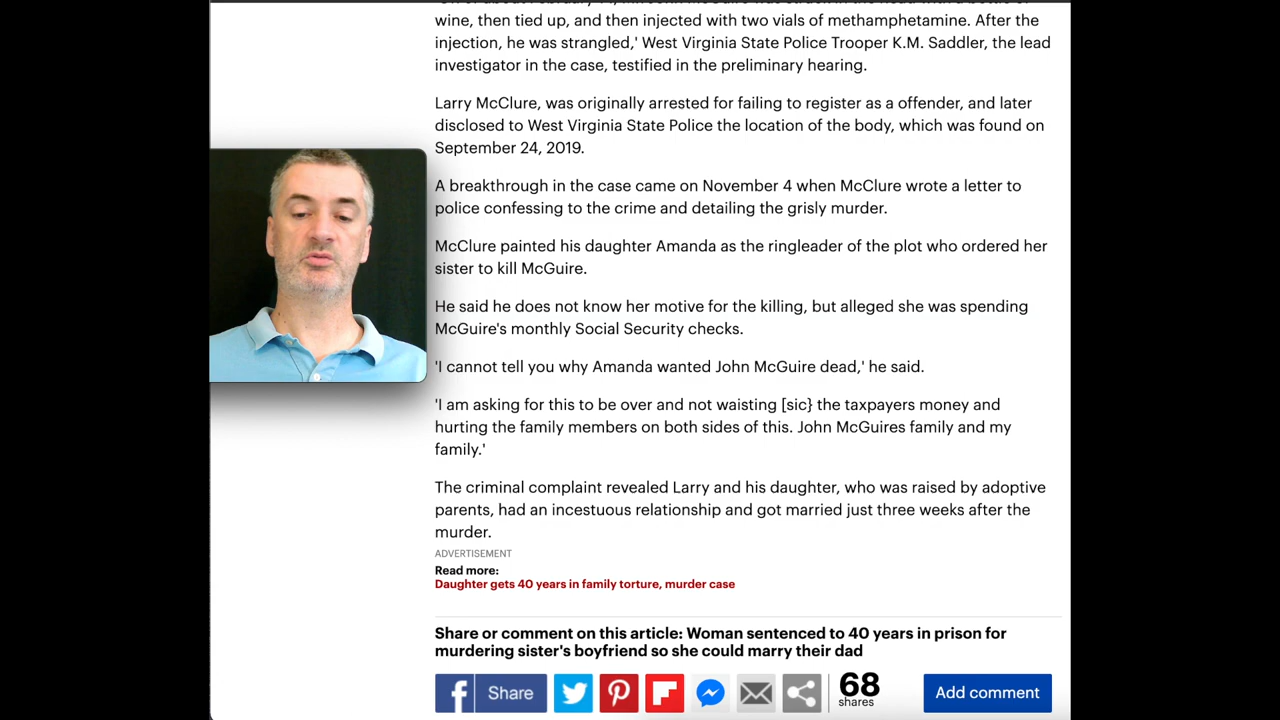 wine, then tied up, and then injected with two vials of methamphetamine. After the
injection, he was strangled,' West Virginia State Police Trooper K.M. Saddler, the lead
investigator in the case, testified in the preliminary hearing.
Larry McClure, was originally arrested for failing to register as a offender, and later
disclosed to West Virginia State Police the location of the body, which was found on
September 24, 2019.
A breakthrough in the case came on November 4 when McClure wrote a letter to
police confessing to the crime and detailing the grisly murder.
McClure painted his daughter Amanda as the ringleader of the plot who ordered her
sister to kill McGuire.
He said he does not know her motive for the killing, but alleged she was spending
McGuire's monthly Social Security checks.
'I cannot tell you why Amanda wanted John McGuire dead,' he said.
'I am asking for this to be over and not waisting [sic} the taxpayers money and
hurting the family members on both sides of this. John McGuires family and my
family.'
The criminal complaint revealed Larry and his daughter, who was raised by adoptive
parents, had an incestuous relationship and got married just three weeks after the
murder.
ADVERTISEMENT
Read more:
Daughter gets 40 years in family torture, murder case
Share or comment on this article: Woman sentenced to 40 years in prison for
murdering sister's boyfriend so she could marry their dad
Share
68
shares
Add comment